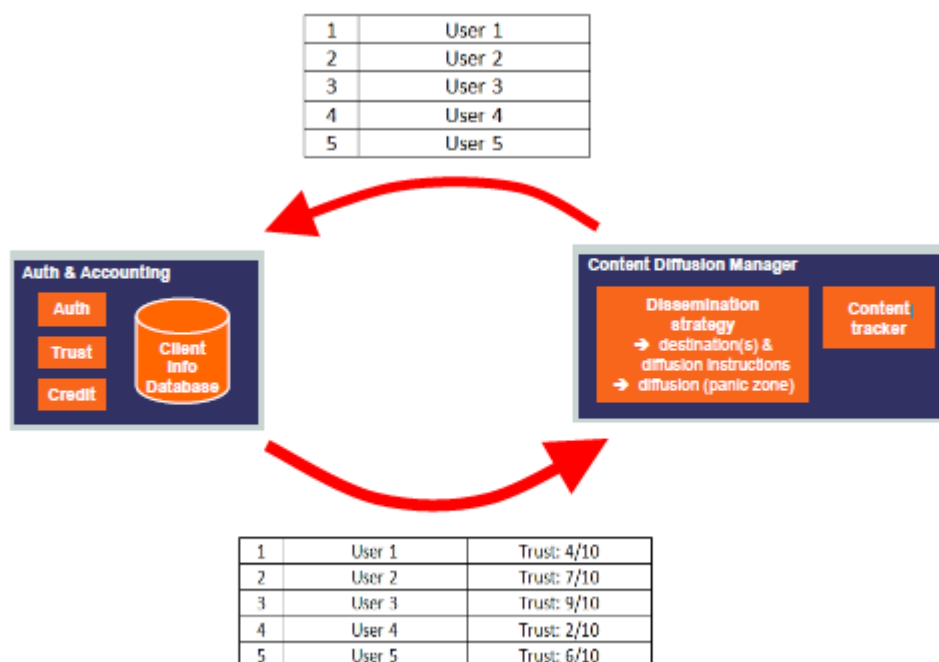 1 User 1
2 User 2
3 User 3
4 User 4
5 User 5
Auth & Accounting
Auth
Trust
Credit
Client
Info
Database
Content Diffusion Manager
Dissemination
strategy
➔ destination(s) &
diffusion instructions
➔ diffusion (panic zone)
Content
tracker
1 User 1 Trust: 4/10
2 User 2 Trust: 7/10
3 User 3 Trust: 9/10
4 User 4 Trust: 2/10
5 User 5 Trust: 6/10